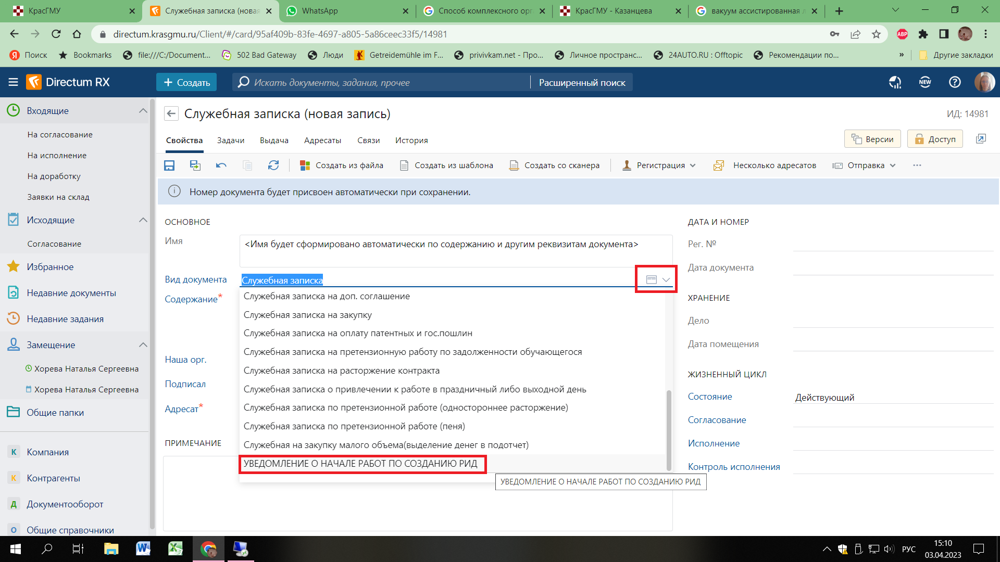 КрасГМУ
Служебная записка (новая
WhatsApp
Способ комплексного орг
КрасГМУ - Казанцева
вакуум ассистированная л
directum.krasgmu.ru/Client/#/card/95af409b-83fe-4697-a805-5a86ceec33f5/14981
ABP
Поиск
Bookmarks
file:///C:/Document...
502 Bad Gateway
Люди
Getreidemühle im F...
privivkam.net - Про...
Личное пространс...
24AUTO.RU : Offtopic
Рекомендации по...
»
Другие закладки
Directum RX
+ Создать
Искать документы, задания, прочее
Расширенный поиск
NEW
Входящие
На согласование
На исполнение
На доработку
Заявки на склад
Исходящие
Согласование
Избранное
Недавние документы
Недавние задания
Замещение
Хорева Наталья Сергеевна
Хорева Наталья Сергеевна
Общие папки
К Компания
К Контрагенты
Д Документооборот
О Общие справочники
Служебная записка (новая запись)
ИД: 14981
Свойства
Задачи
Выдача
Адресаты
Связи
История
Версии
Доступ
Создать из файла
Создать из шаблона
Создать со сканера
Регистрация
Несколько адресатов
Отправка
...
Номер документа будет присвоен автоматически при сохранении.
ОСНОВНОЕ
Имя
<Имя будет сформировано автоматически по содержанию и другим реквизитам документа>
Вид документа
Служебная записка
Содержание*
Служебная записка на доп. соглашение
Служебная записка на закупку
Служебная записка на оплату патентных и гос.пошлин
Служебная записка на претензионную работу по задолженности обучающегося
Наша орг.
Служебная записка на расторжение контракта
Подписал
Служебная записка о привлечении к работе в праздничный либо выходной день
Адресат*
Служебная записка по претензионной работе (одностороннее расторжение)
Служебная записка по претензионной работе (пеня)
ПРИМЕЧАНИЕ
Служебная на закупку малого объема(выделение денег в подотчет)
УВЕДОМЛЕНИЕ О НАЧАЛЕ РАБОТ ПО СОЗДАНИЮ РИД
УВЕДОМЛЕНИЕ О НАЧАЛЕ РАБОТ ПО СОЗДАНИЮ РИД
ДАТА И НОМЕР
Рег. №
Дата документа
ХРАНЕНИЕ
Дело
Дата помещения
ЖИЗНЕННЫЙ ЦИКЛ
Состояние
Действующий
Согласование
Исполнение
Контроль исполнения
РУС
15:10
03.04.2023